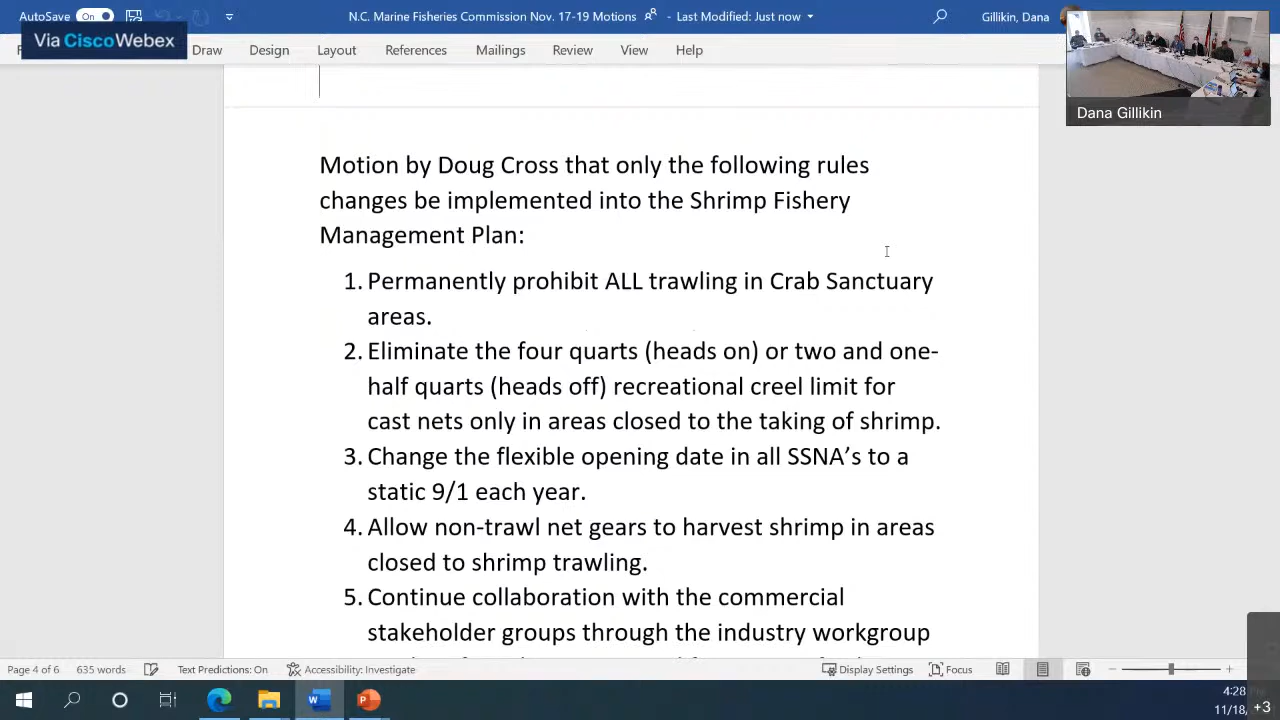 AutoSave On N.C. Marine Fisheries Commission Nov. 17-19 Motions - Last Modified: Just now Gillikin, Dana
Via CiscoWebex
Draw Design Layout References Mailings Review View Help
Dana Gillikin
Motion by Doug Cross that only the following rules
changes be implemented into the Shrimp Fishery
Management Plan:
1. Permanently prohibit ALL trawling in Crab Sanctuary
areas.
2. Eliminate the four quarts (heads on) or two and one-
half quarts (heads off) recreational creel limit for
cast nets only in areas closed to the taking of shrimp.
3. Change the flexible opening date in all SSNA’s to a
static 9/1 each year.
4. Allow non-trawl net gears to harvest shrimp in areas
closed to shrimp trawling.
5. Continue collaboration with the commercial
stakeholder groups through the industry workgroup
Page 4 of 6 635 words Text Predictions: On Accessibility: Investigate Display Settings Focus
4:28
11/18, +3